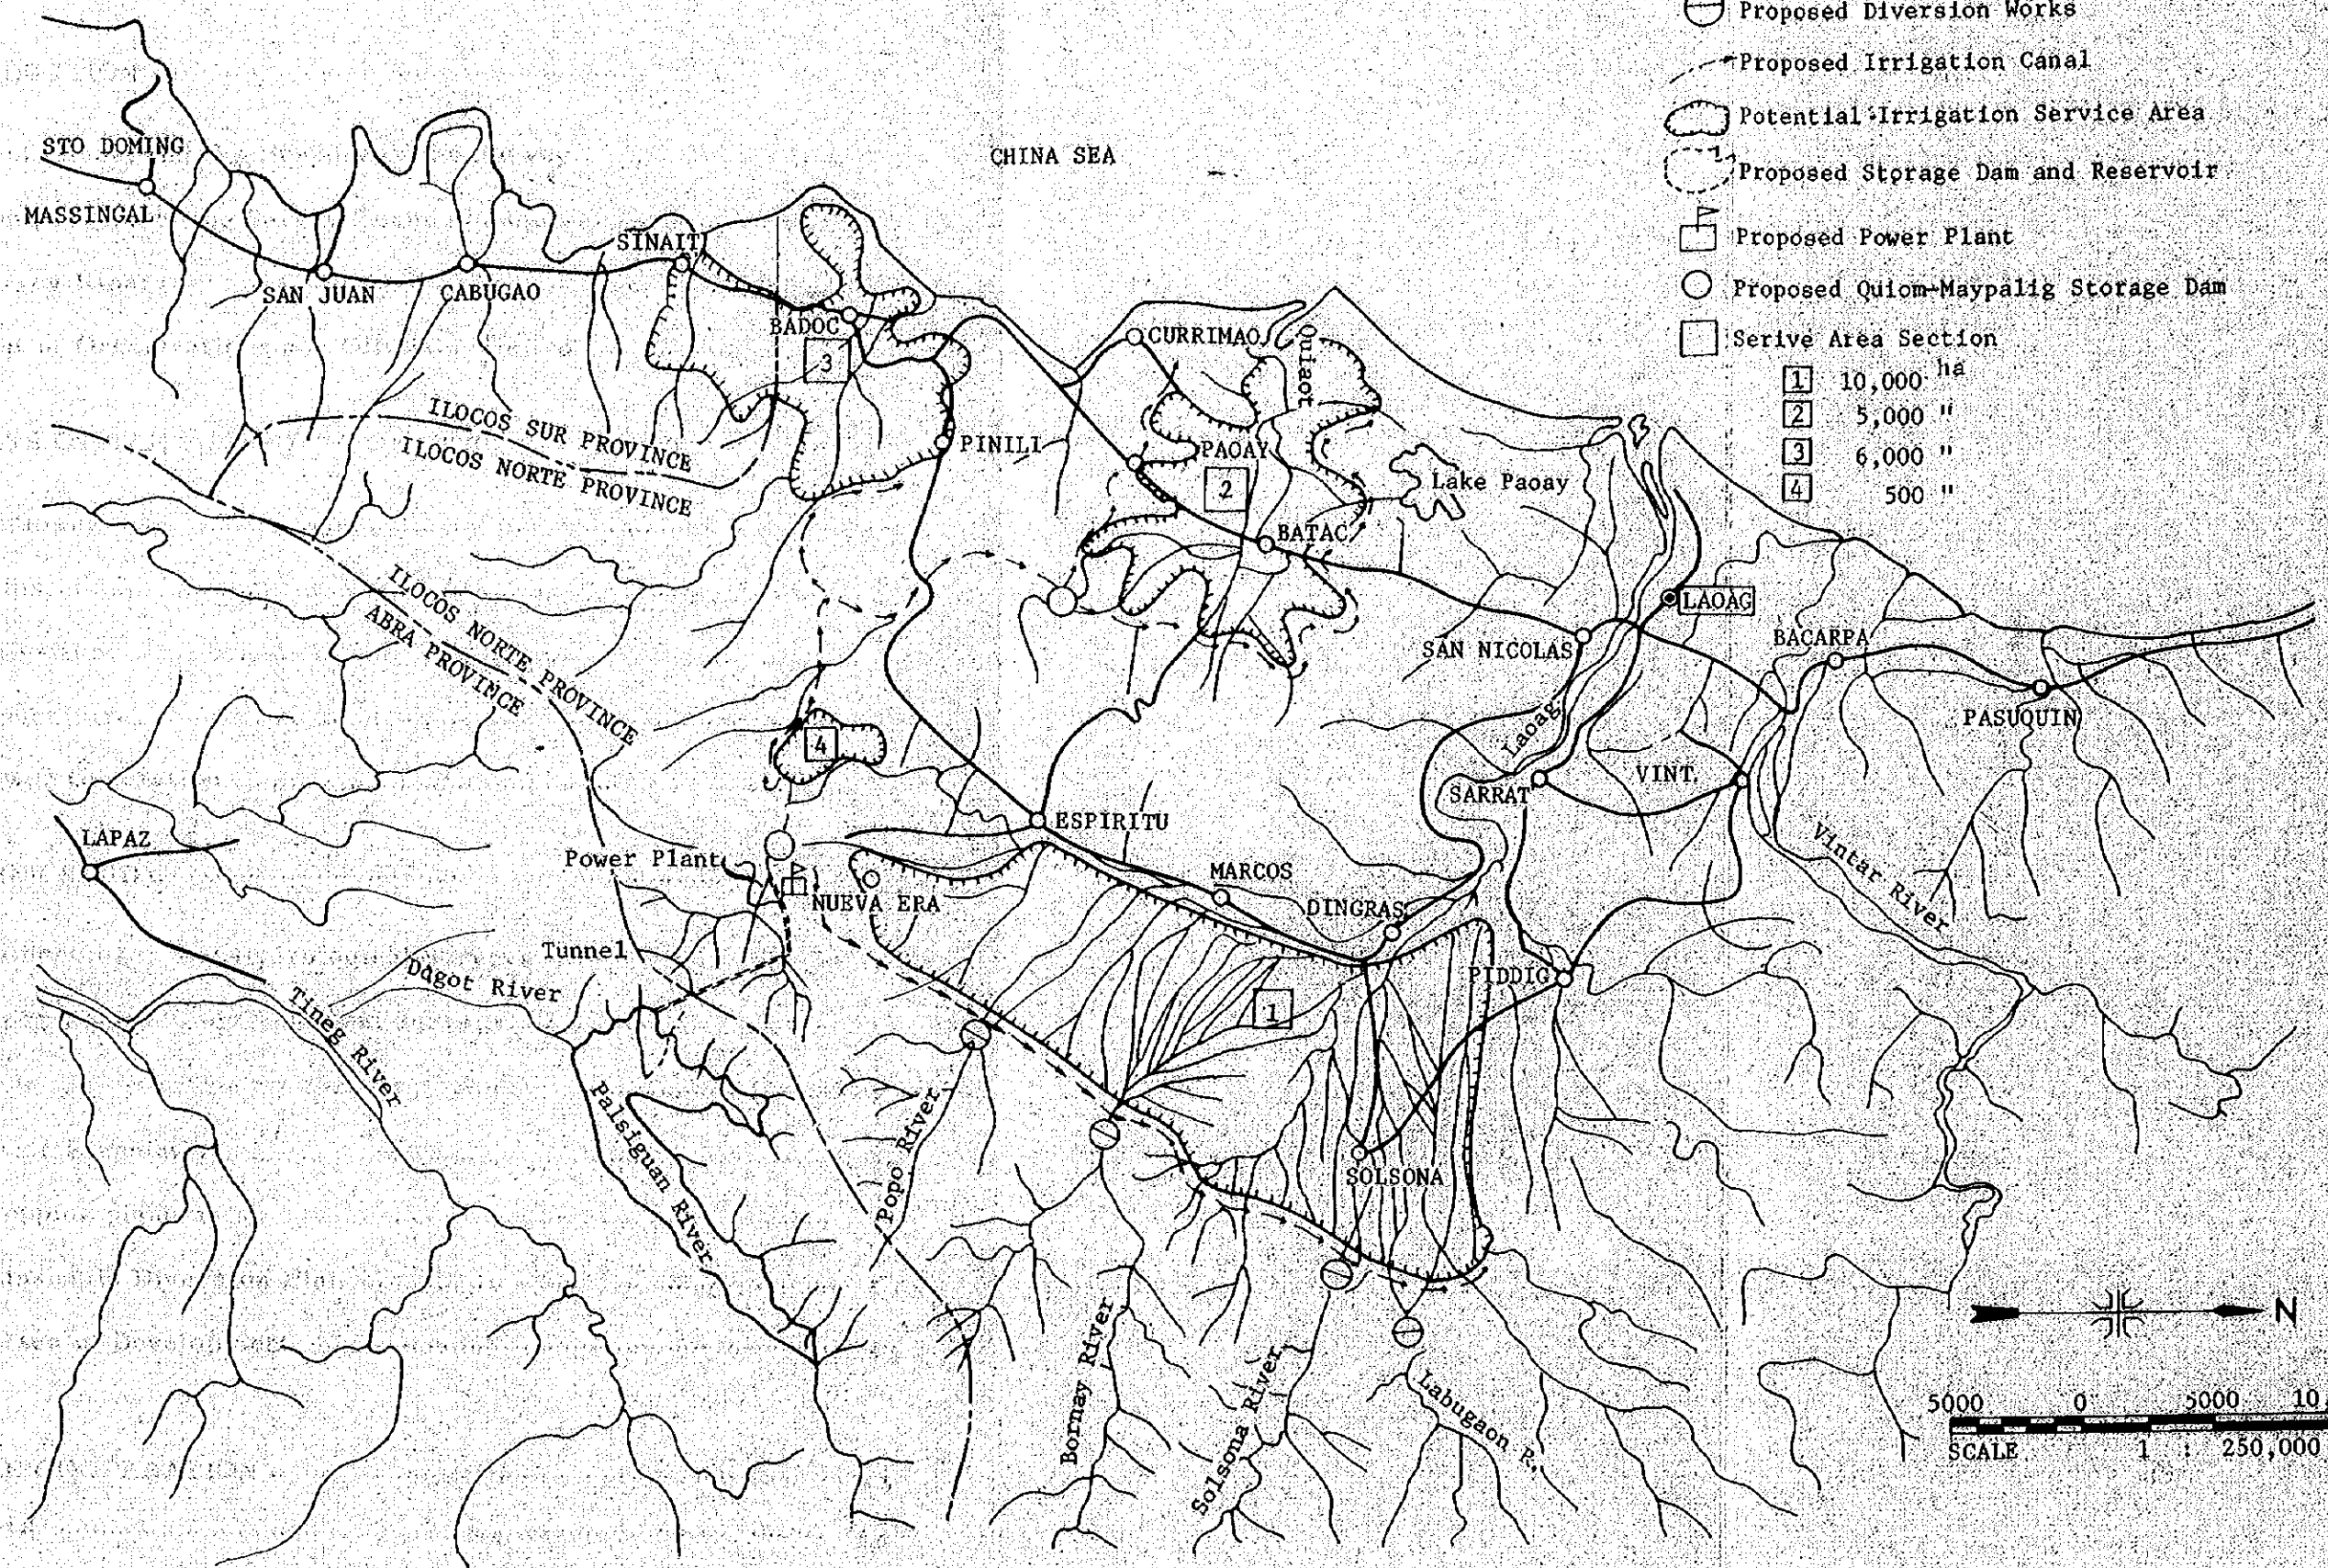 Proposed Diversion Works
Proposed Irrigation Canal
Potential Irrigation Service Area
Proposed Storage Dam and Reservoir
Proposed Power Plant
Proposed Quiom-Maypalig Storage Dam
Serive Area Section
1 10,000 ha
2 5,000 "
3 6,000 "
4 500 "
CHINA SEA
STO DOMING
MASSINGAL
SAN JUAN
CABUGAO
SINAIT
BADOC
3
CURRIMAO
Quiaot
PINILI
PAOAY
2
Lake Paoay
BATAC
ILOCOS SUR PROVINCE
ILOCOS NORTE PROVINCE
ILOCOS NORTE PROVINCE
ABRA PROVINCE
LAOAG
SAN NICOLAS
BACARPA
PASUQUIN
Laoag
SARRAT
VINT.
Vintar River
4
ESPIRITU
LAPAZ
Power Plant
NUEVA ERA
MARCOS
DINGRAS
PIDDIG
Tunnel
Dugot River
Tineg River
1
Palsiguan River
Popo River
SOLSONA
Bornay River
Solsona River
Labugaon R.
N
5000 0 5000 10,
SCALE 1 : 250,000